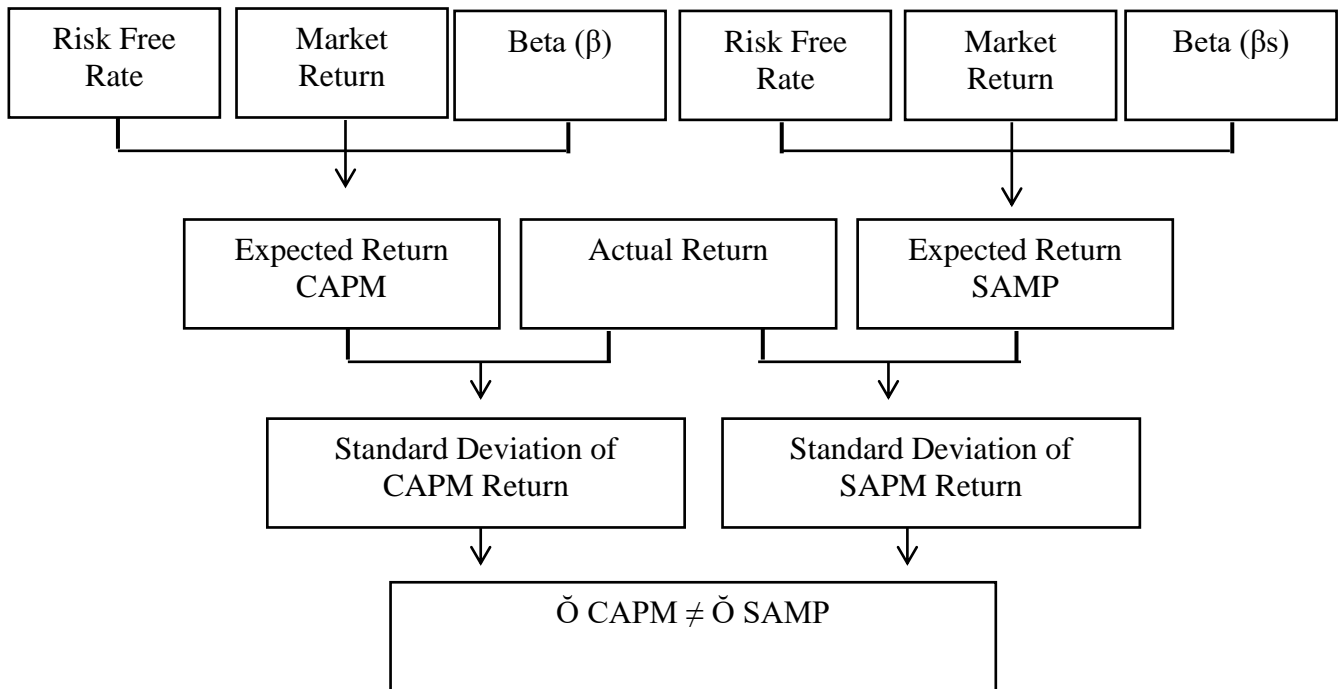 Risk Free
Rate
Market
Return
Beta (β)
Risk Free
Rate
Market
Return
Beta (βs)
Expected Return
CAPM
Actual Return
Expected Return
SAMP
Standard Deviation of
CAPM Return
Standard Deviation of
SAPM Return
Ŏ CAPM ≠ Ŏ SAMP